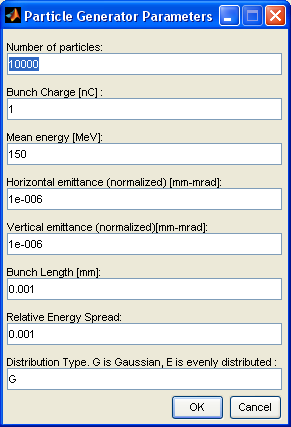 Particle Generator Parameters
Number of particles:
10000
Bunch Charge [nC] :
1
Mean energy [MeV]:
150
Horizontal emittance (normalized) [mm-mrad]:
1e-006
Vertical emittance (normalized)[mm-mrad]:
1e-006
Bunch Length [mm]:
0.001
Relative Energy Spread:
0.001
Distribution Type. G is Gaussian, E is evenly distributed :
G
OK Cancel